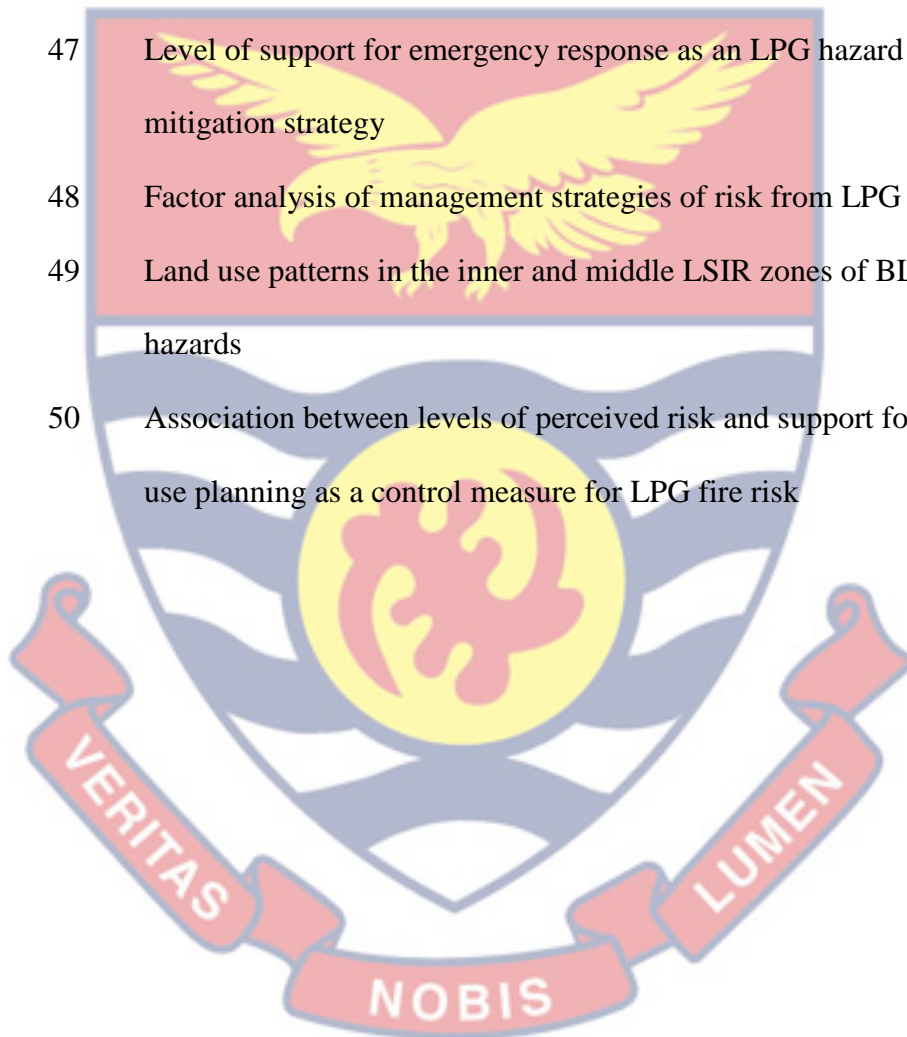 47 Level of support for emergency response as an LPG hazard
mitigation strategy
48 Factor analysis of management strategies of risk from LPG
49 Land use patterns in the inner and middle LSIR zones of
hazards
50 Association between levels of perceived risk and support
use planning as a control measure for LPG fire risk
VERITAS
NOBIS
LUMEN